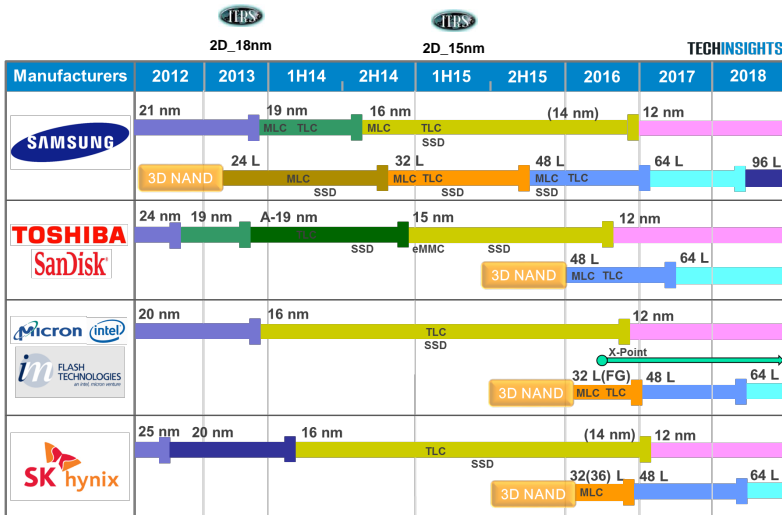 ITRS ITRS
2D_18nm 2D_15nm TECHINSIGHTS
Manufacturers 2012 2013 1H14 2H14 1H15 2H15 2016 2017 2018
21 nm 19 nm 16 nm (14 nm) 12 nm
SAMSUNG MLC TLC MLC TLC
SSD
24 L 32 L 48 L 64 L 96 L
3D NAND MLC MLC TLC MLC TLC
SSD SSD SSD
24 nm 19 nm A-19 nm 15 nm 12 nm
TOSHIBA
SSD eMMC SSD
SanDisk 48 L 64 L
3D NAND MLC TLC
20 nm 16 nm 12 nm
Micron intel TLC
SSD
X-Point
im FLASH TECHNOLOGIES
an intel, micron venture
32 L(FG) 48 L 64 L
3D NAND MLC TLC
25 nm 20 nm 16 nm (14 nm) 12 nm
TLC
SSD
SK hynix 32(36) L 48 L 64 L
3D NAND MLC